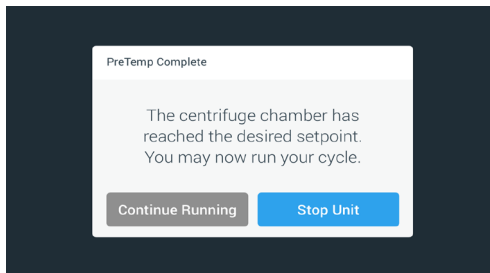 PreTemp Complete
The centrifuge chamber has
reached the desired setpoint.
You may now run your cycle.
Continue Running
Stop Unit